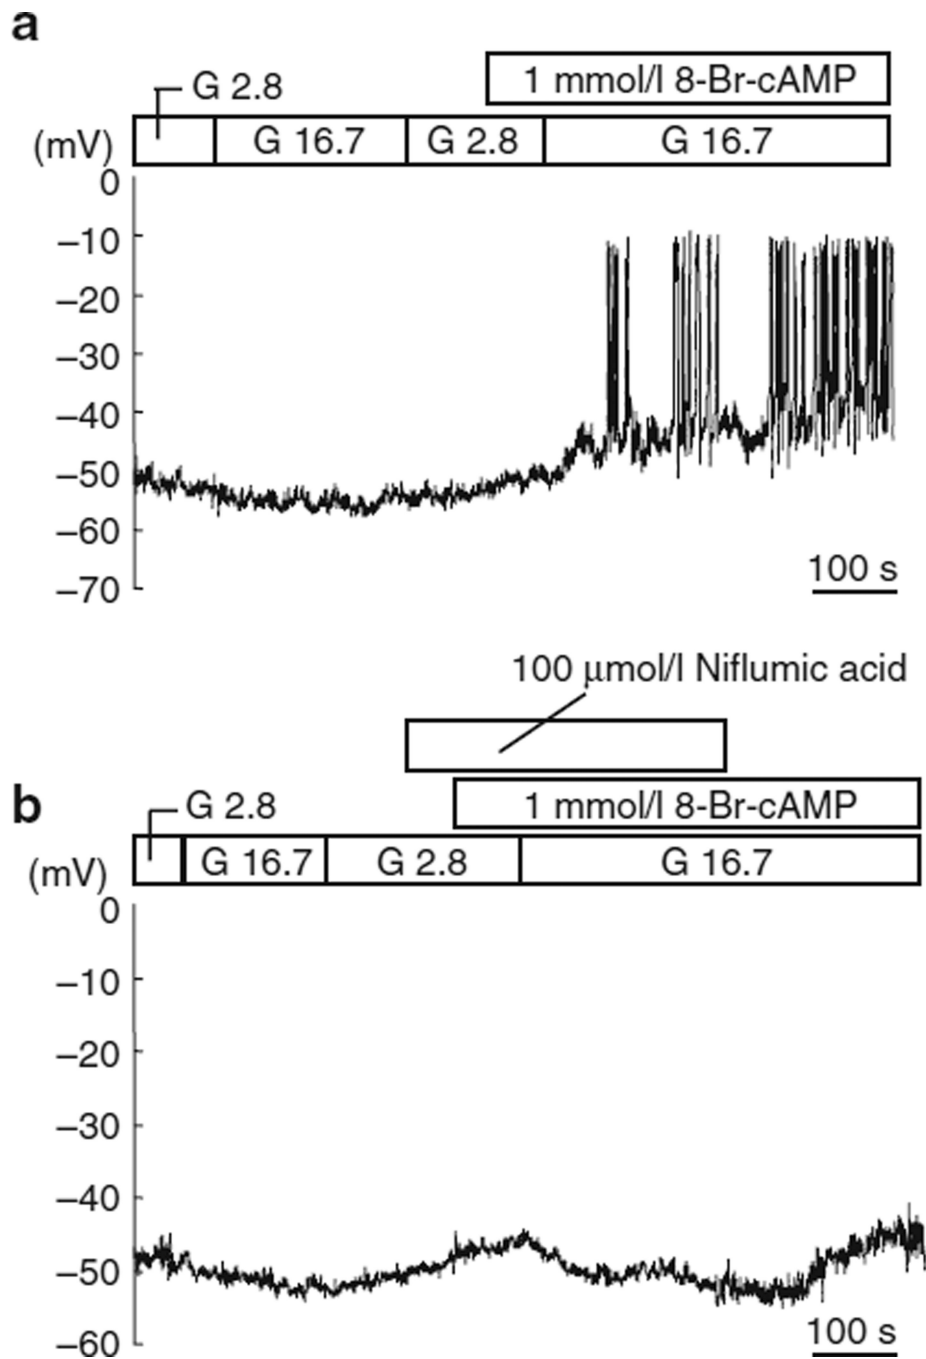 a
1 mmol/l 8-Br-cAMP
G 2.8
(mV)
G 16.7
G 2.8
G 16.7
0
−10
−20
−30
−40
−50
−60
−70
100 s
100 µmol/l Niflumic acid
b
1 mmol/l 8-Br-cAMP
G 2.8
(mV)
G 16.7
G 2.8
G 16.7
0
−10
−20
−30
−40
−50
−60
100 s